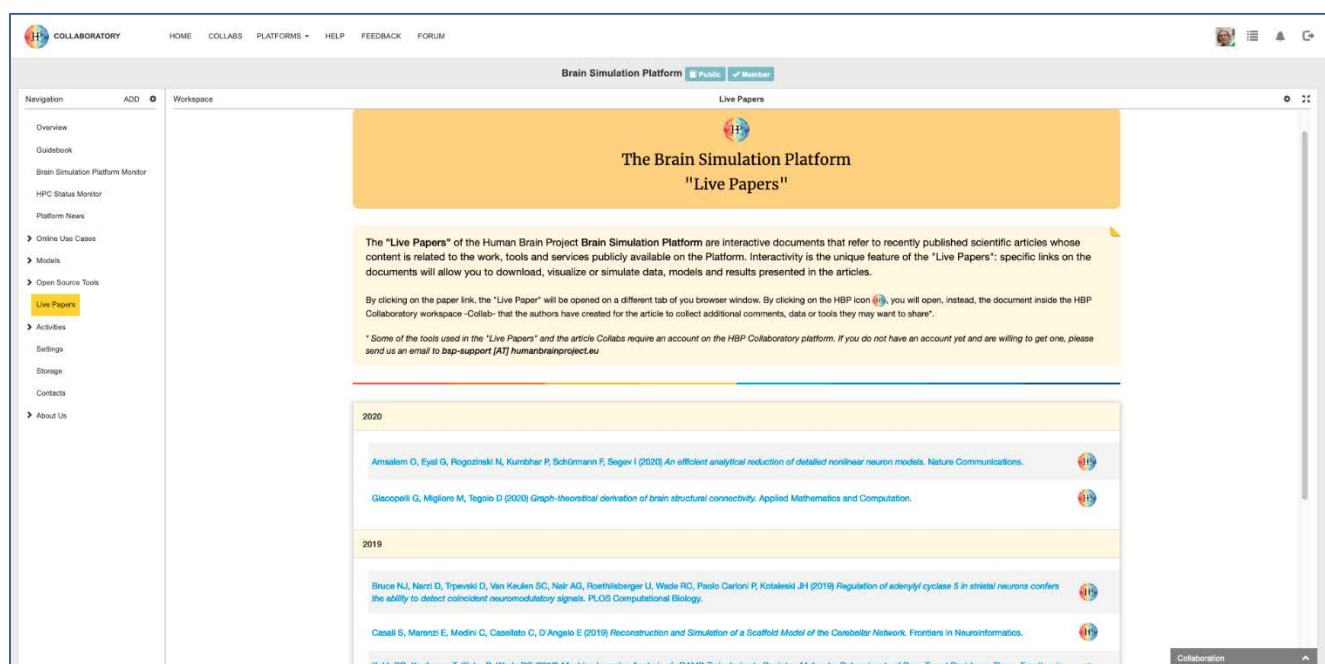 HP COLLABORATORY HOME COLLABS PLATFORMS HELP FEEDBACK FORUM
Brain Simulation Platform Public Member
Navigation ADD Workspace Live Papers
Overview
Guidebook
Brain Simulation Platform Monitor
HPC Status Monitor
Platform News
Online Use Cases
Models
Open Source Tools
Live Papers
Activities
Settings
Storage
Contacts
About Us
HP
The Brain Simulation Platform
"Live Papers"
The "Live Papers" of the Human Brain Project Brain Simulation Platform are interactive documents that refer to recently published scientific articles whose
content is related to the work, tools and services publicly available on the Platform. Interactivity is the unique feature of the "Live Papers": specific links on the
documents will allow you to download, visualize or simulate data, models and results presented in the articles.
By clicking on the paper link, the "Live Paper" will be opened on a different tab of you browser window. By clicking on the HBP icon, you will open, instead, the document inside the HBP
Collaboratory workspace -Collab- that the authors have created for the article to collect additional comments, data or tools they may want to share*.
* Some of the tools used in the "Live Papers" and the article Collabs require an account on the HBP Collaboratory platform. If you do not have an account yet and are willing to get one, please
send us an email to bsp-support [AT] humanbrainproject.eu
2020
Amsalem O, Eyal G, Rogozinski N, Kumbhar P, Schürmann F, Segev I (2020) An efficient analytical reduction of detailed nonlinear neuron models. Nature Communications.
Giacopelli G, Migliore M, Tegolo D (2020) Graph-theoretical derivation of brain structural connectivity. Applied Mathematics and Computation.
2019
Bruce NJ, Narzi D, Trpevski D, Van Keulen SC, Nair AG, Roethlisberger U, Wade RC, Paolo Carloni P, Kotaleski JH (2019) Regulation of adenylyl cyclase 5 in striatal neurons confers
the ability to detect coincident neuromodulatory signals. PLOS Computational Biology.
Casali S, Marenzi E, Medini C, Casellato C, D'Angelo E (2019) Reconstruction and Simulation of a Scaffold Model of the Cerebellar Network. Frontiers in Neuroinformatics.
Collaboration